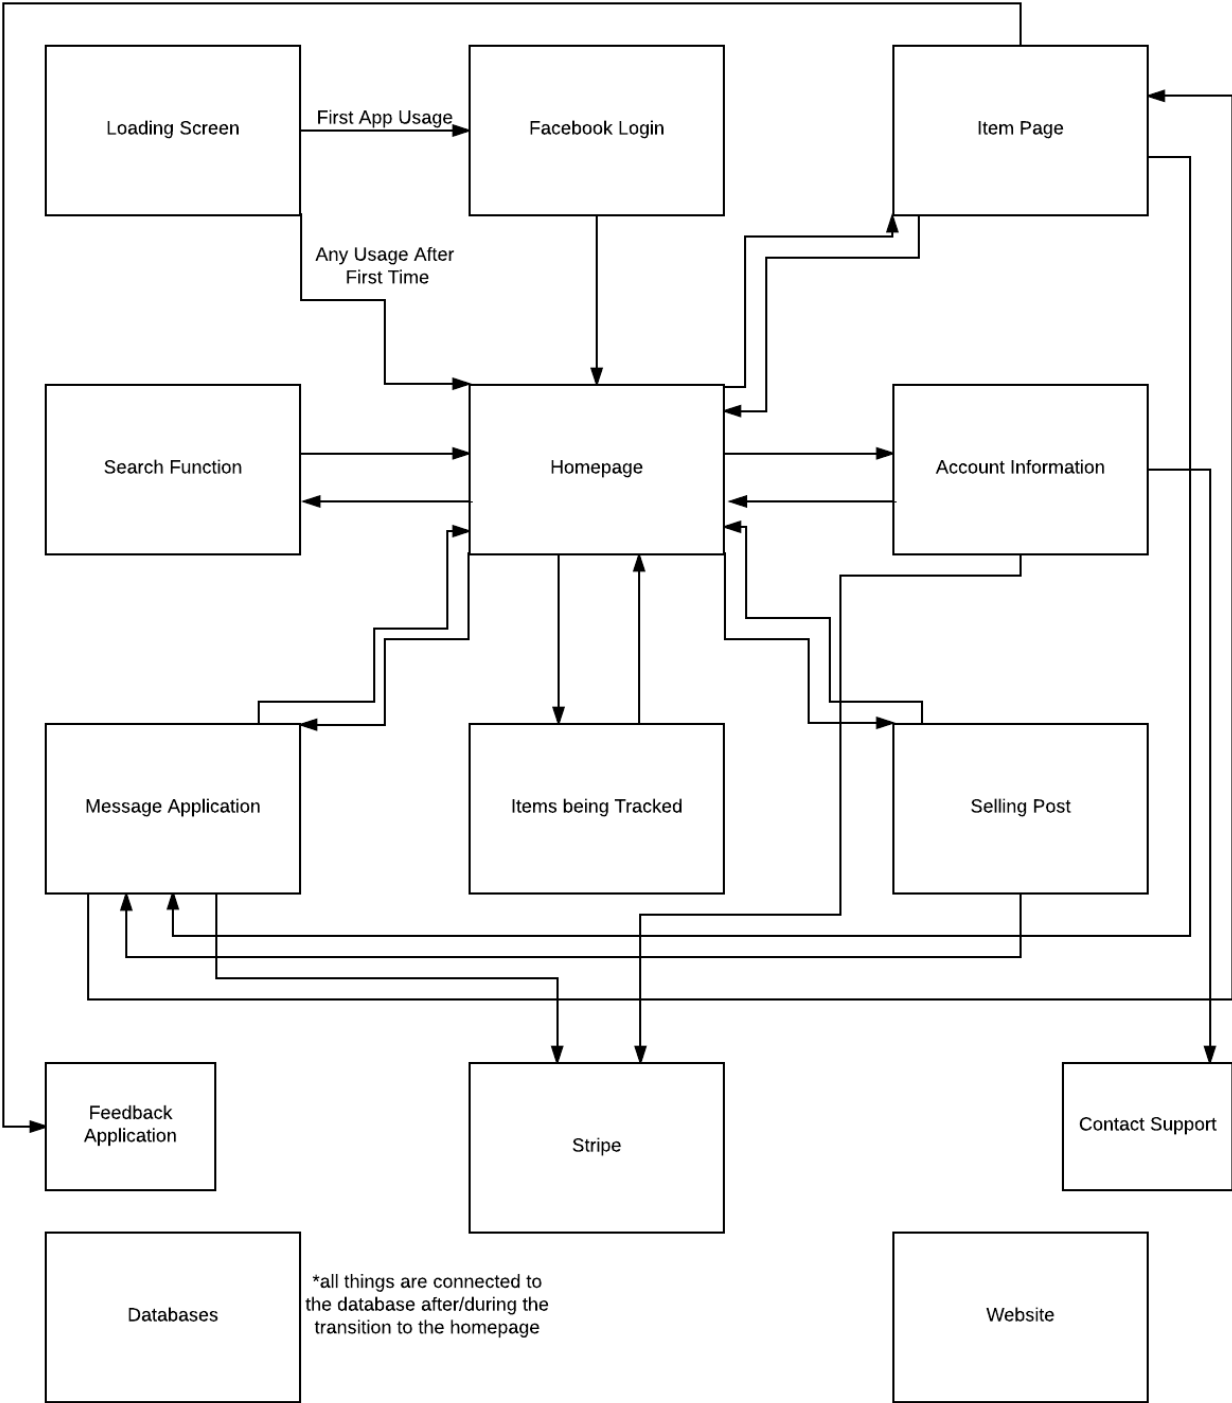 Loading Screen
First App Usage
Facebook Login
Item Page
Any Usage After
First Time
Search Function
Homepage
Account Information
Message Application
Items being Tracked
Selling Post
Feedback
Application
Stripe
Contact Support
Databases
*all things are connected to
the database after/during the
transition to the homepage
Website